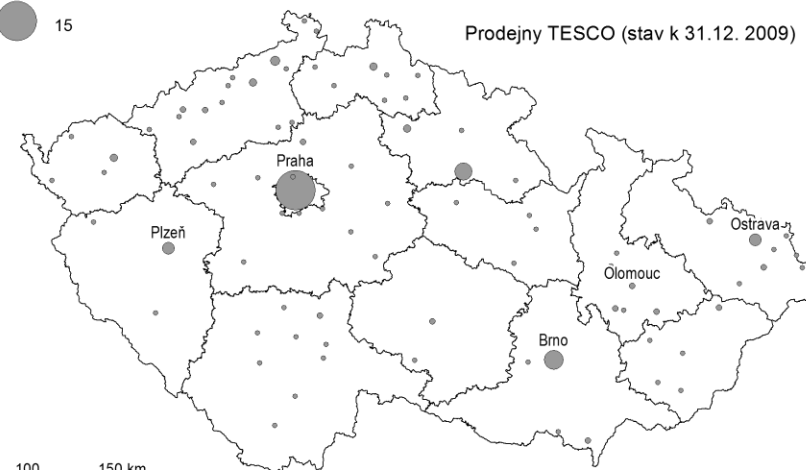 15
Prodejny TESCO (stav k 31.12. 2009)
Praha
Plzeň
Ostrava
Olomouc
Brno
100 150 km